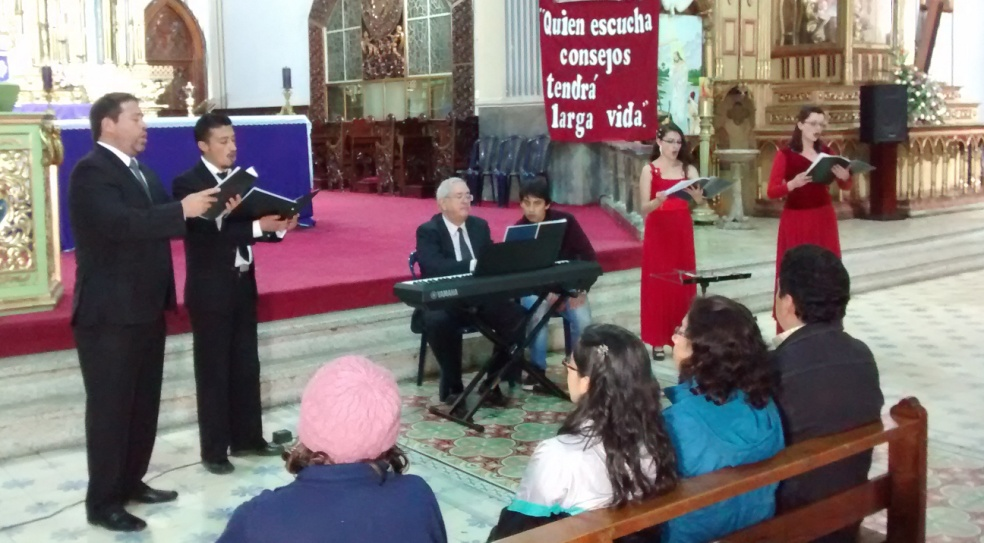 "Quien escucha
consejos
tendrá
larga vida."
YAMAHA